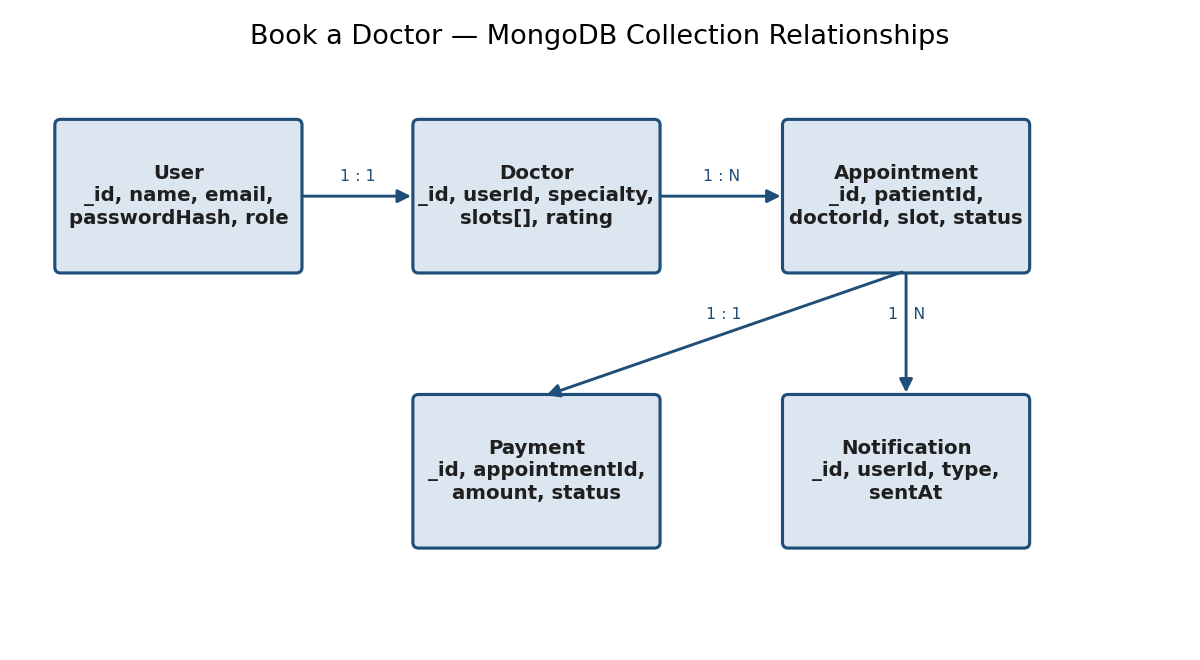 Book a Doctor — MongoDB Collection Relationships
User
_id, name, email,
passwordHash, role
1 : 1
Doctor
_id, userId, specialty,
slots[], rating
1 : N
Appointment
_id, patientId,
doctorId, slot, status
1 : 1
1 N
Payment
_id, appointmentId,
amount, status
Notification
_id, userId, type,
sentAt